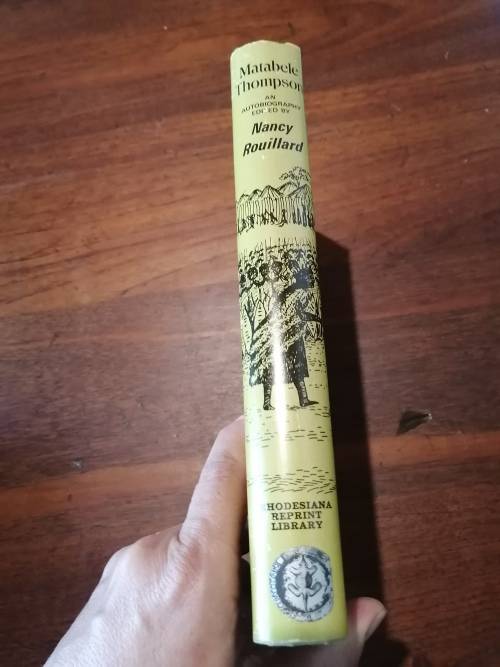 Matabele
Thompson
AN
AUTOBIOGRAPHY
EDITED BY
Nancy
Rouillard
RHODESIANA
REPRINT
LIBRARY